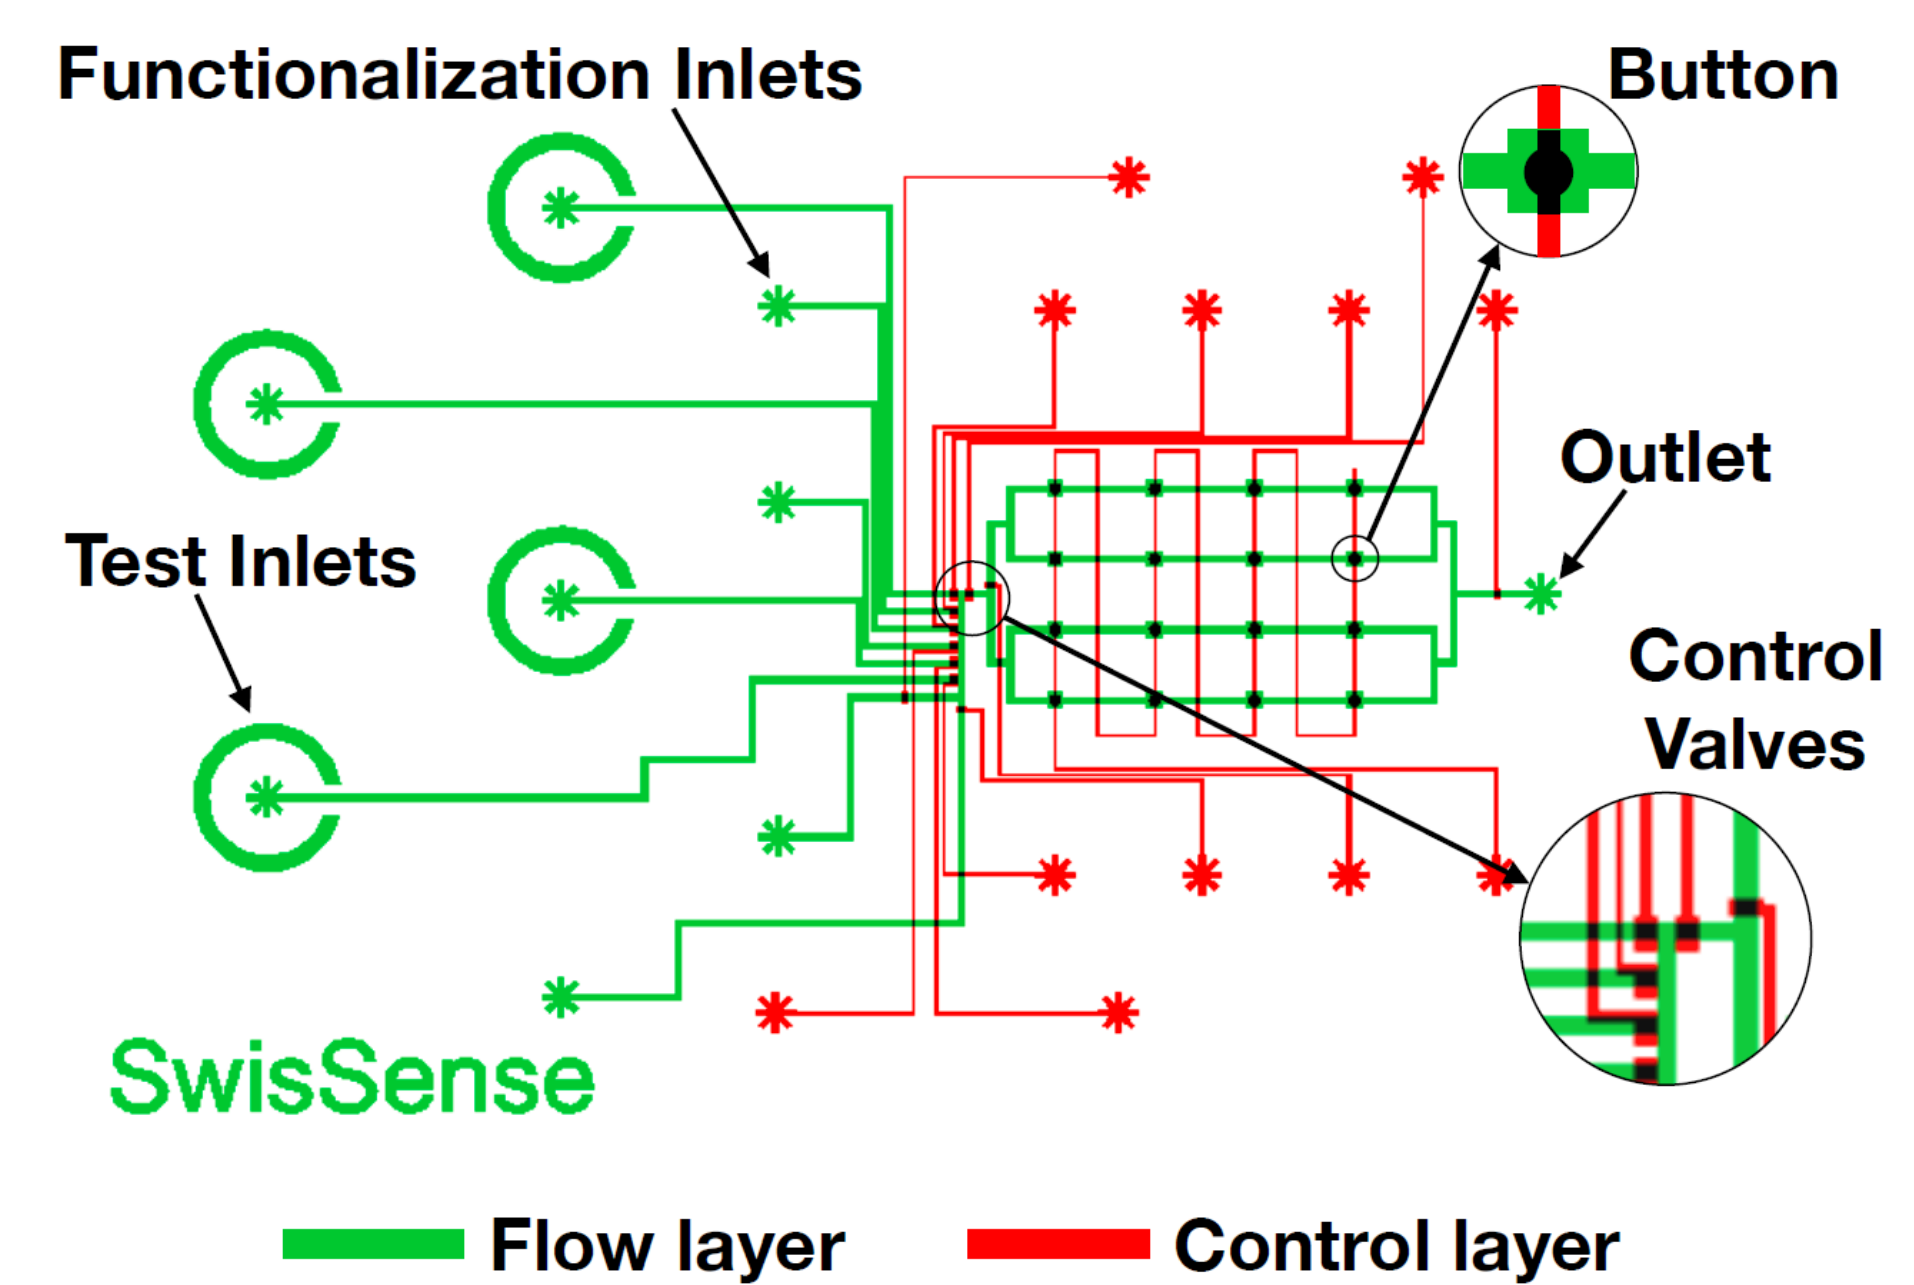 Functionalization Inlets
Button
Outlet
Test Inlets
Control
Valves
SwisSense
Flow layer
Control layer